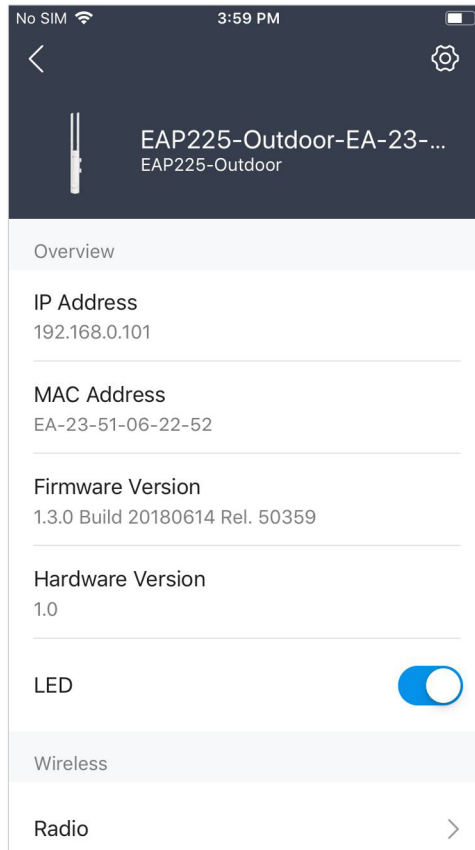 No SIM 3:59 PM
EAP225-Outdoor-EA-23-...
EAP225-Outdoor
Overview
IP Address
192.168.0.101
MAC Address
EA-23-51-06-22-52
Firmware Version
1.3.0 Build 20180614 Rel. 50359
Hardware Version
1.0
LED
Wireless
Radio